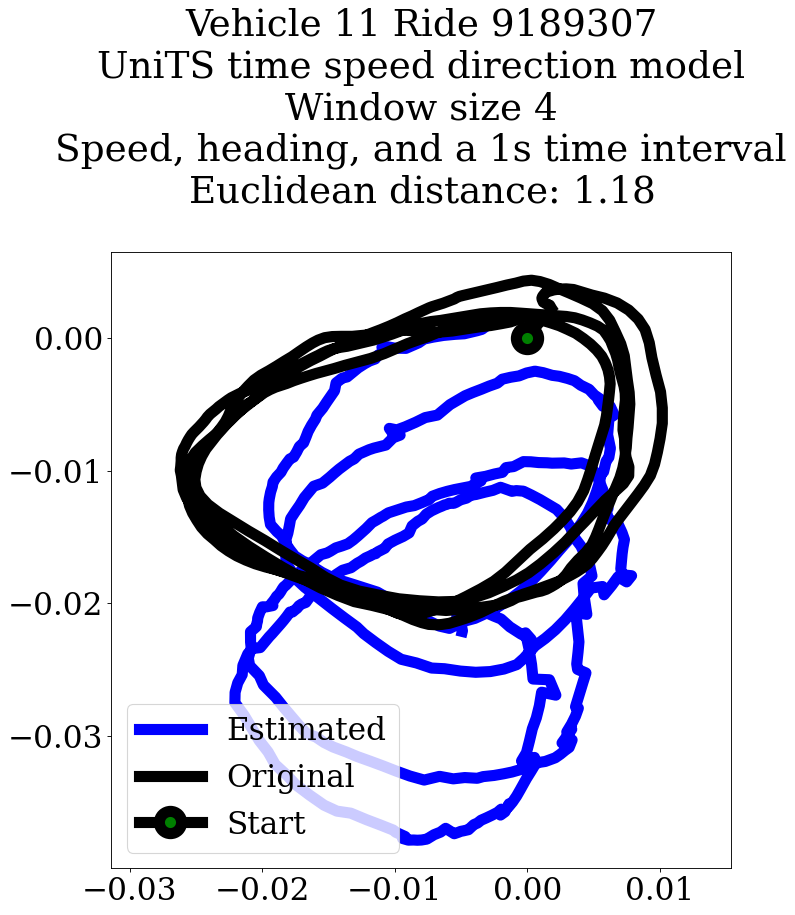 Vehicle 11 Ride 9189307
UniTS time speed direction model
Window size 4
Speed, heading, and a 1s time interval
Euclidean distance: 1.18
0.00
−0.01
−0.02
−0.03
Estimated
Original
Start
−0.03 −0.02 −0.01 0.00 0.01